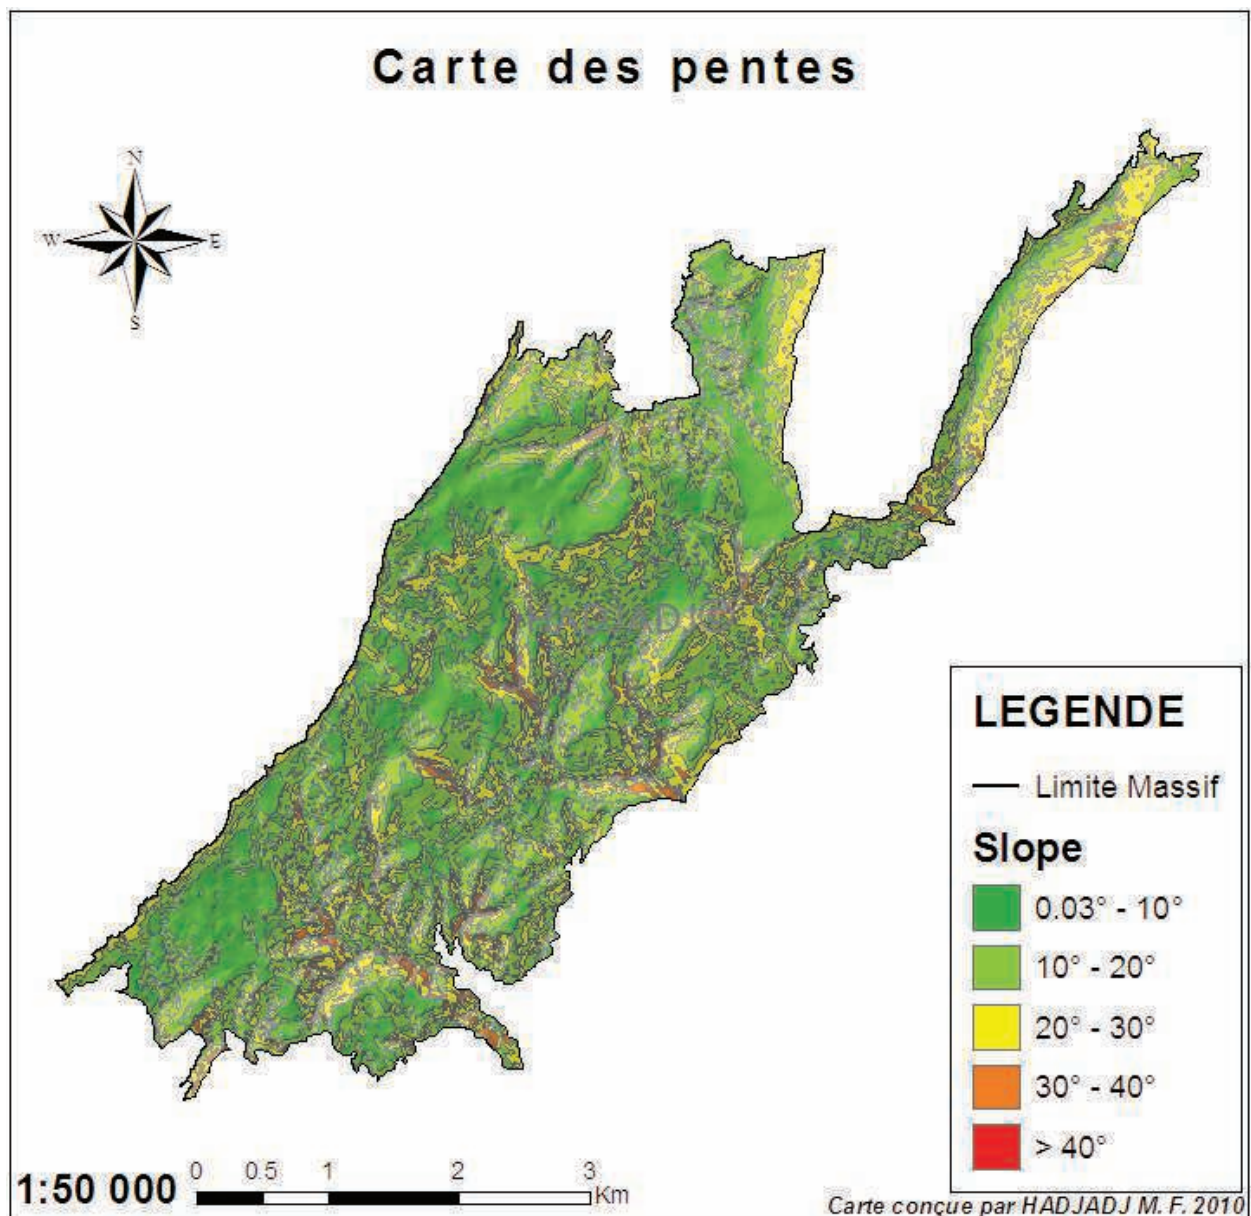 Carte des pentes
N
W
E
S
LEGENDE
Limite Massif
Slope
0.03° - 10°
10° - 20°
20° - 30°
30° - 40°
> 40°
1:50 000
0 0.5 1 2 3
Km
Carte conçue par HADJADJ M. F. 2010